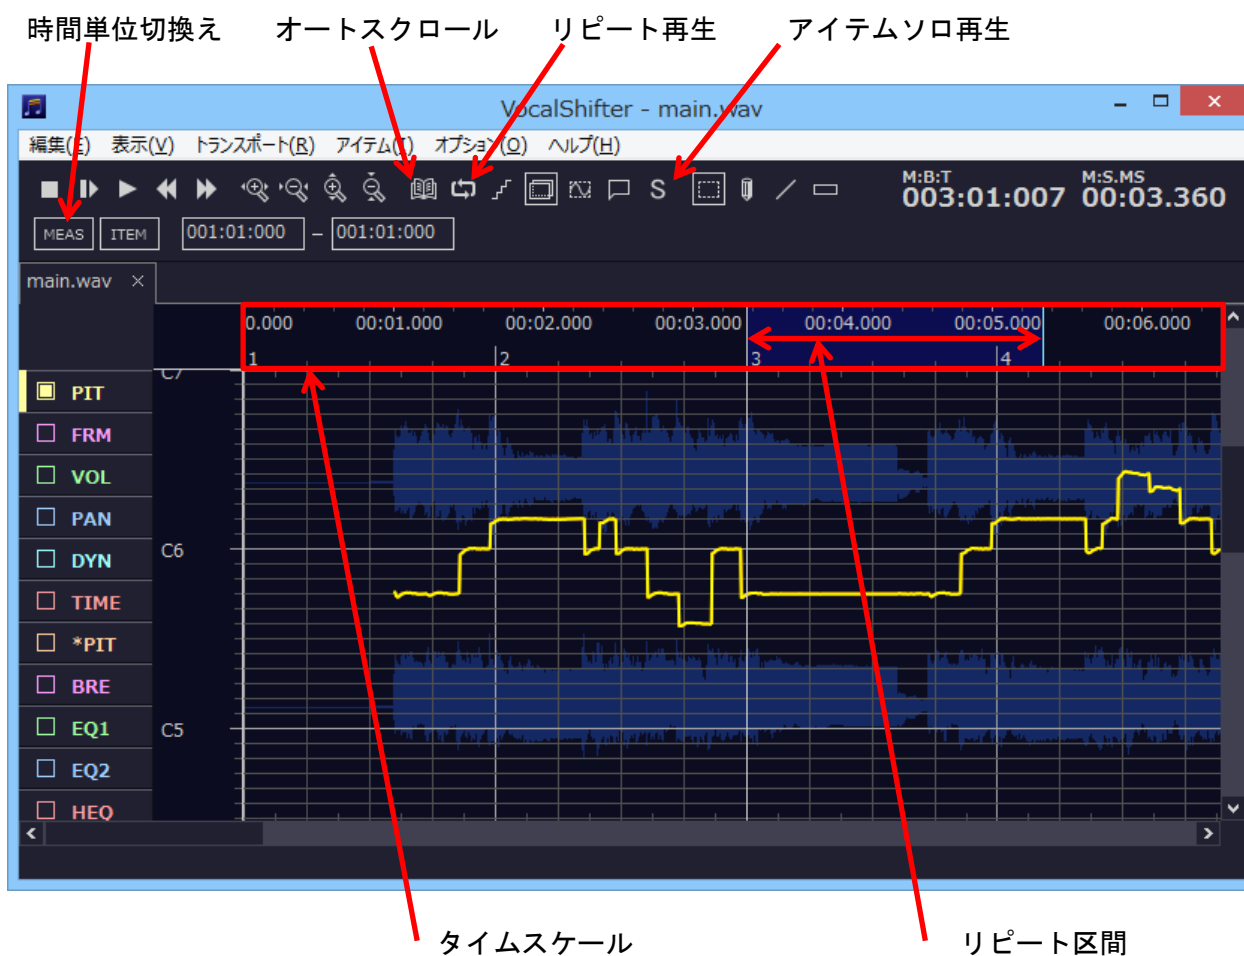 時間単位切換え オートスクロール リピート再生 アイテムソロ再生
VocalShifter - main.wav
編集(E) 表示(V) トランスポート(R) アイテム(I) オプション(O) ヘルプ(H)
S
M:B:T 003:01:007 M:S.MS 00:03.360
MEAS ITEM 001:01:000 – 001:01:000
main.wav ×
0.000 00:01.000 00:02.000 00:03.000 00:04.000 00:05.000 00:06.000
1 2 3 4
C7
PIT
FRM
VOL
PAN
C6
DYN
TIME
*PIT
BRE
EQ1
C5
EQ2
HEQ
タイムスケール リピート区間